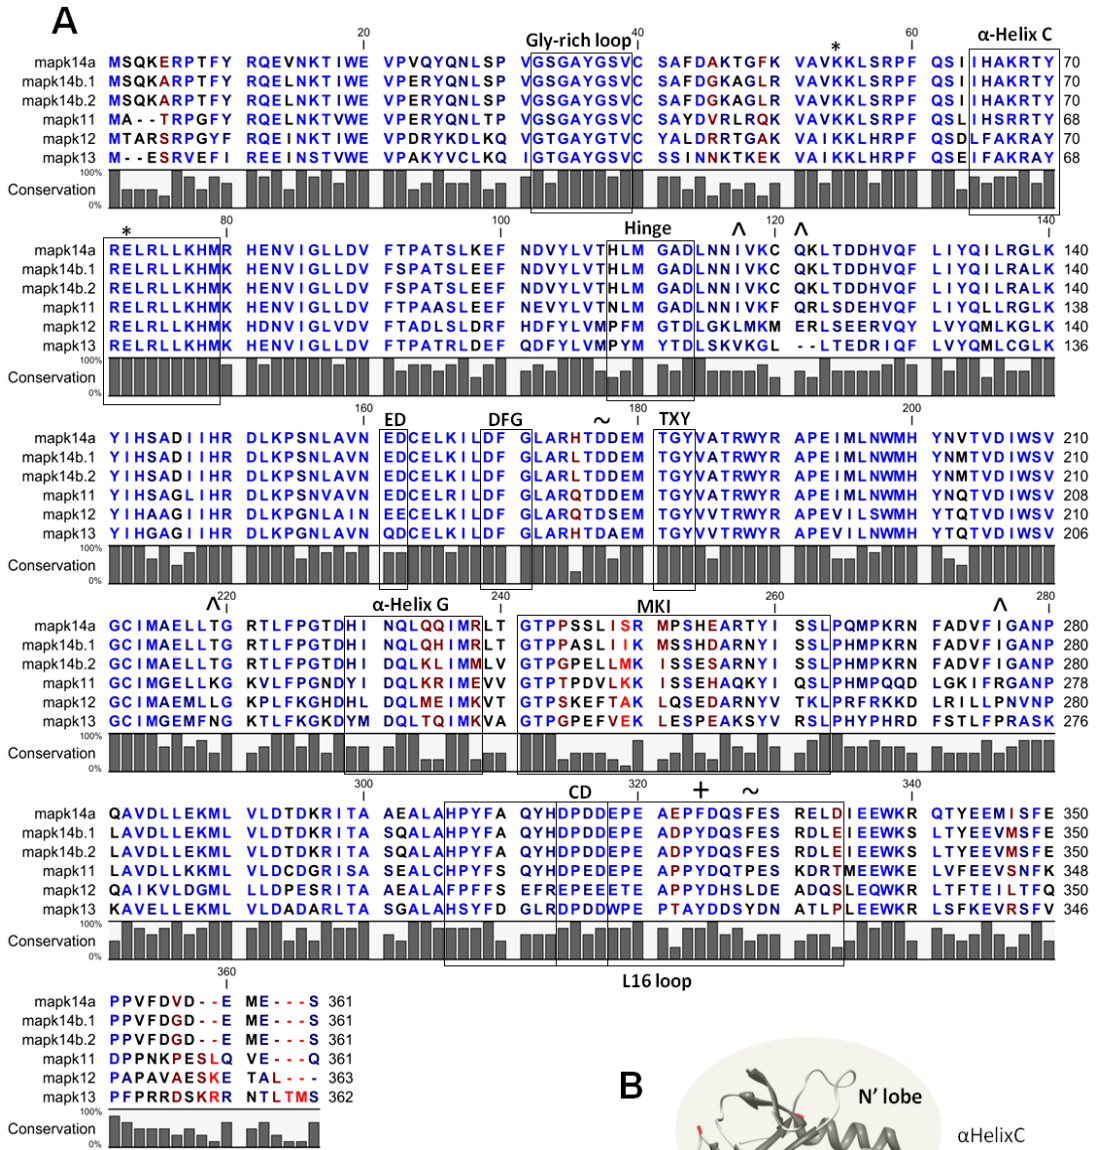 A
20 40 60
Gly-rich loop * α-Helix C
mapk14a MSQKERPTFY RQEVNKTIWE VPVQYQNLSP VGSGAYGSVC SAFDAKTGFK VAVKKLSRPF QSIIHAKRTY 70
mapk14b.1 MSQKARPTFY RQELNKTIWE VPERYQNLSP VGSGAYGSVC SAFDGKAGLR VAVKKLSRPF QSIIHAKRTY 70
mapk14b.2 MSQKARPTFY RQELNKTIWE VPERYQNLSP VGSGAYGSVC SAFDGKAGLR VAVKKLSRPF QSIIHAKRTY 70
mapk11 MA--TRPGFY RQELNKTVWE VPERYQNLTP VGSGAYGSVC SAYDVRLRQK VAVKKLSRPF QSLIHSRRTY 68
mapk12 MTARSRPGYF RQEINKTVWE VPDRYKDLKQ VGTGAYGTVC YALDRRTGAK VAIKKLHRPF QSDLFAKRAY 70
mapk13 M--ESRVEFI REEINSTVWE VPAKYVCLKQ IGTGAYGSVC SSINNKTKEK VAIKKLHRPF QSEIFAKRAY 68
100%
Conservation
0%
80 100 120 140
* Hinge ^ ^
mapk14a RELRLLKHMR HENVIGLLDV FTPATSLKEF NDVYLVTHLM GADLNNIVKC QKLTDDHVQF LIYQILRGLK 140
mapk14b.1 RELRLLKHMK HENVIGLLDV FSPATSLEEF NDVYLVTHLM GADLNNIVKC QKLTDDHVQF LIYQILRALK 140
mapk14b.2 RELRLLKHMK HENVIGLLDV FSPATSLEEF NDVYLVTHLM GADLNNIVKC QKLTDDHVQF LIYQILRALK 140
mapk11 RELRLLKHMK HENVIGLLDV FTPAASLEEF NEVYLVTNLM GADLNNIVKF QRLSDEHVQF LIYQLLRGLK 138
mapk12 RELRLLKHMK HDNVIGLVDV FTADLSLDRF HDFYLVMPFM GTDLGKLMKM ERLSEERVQY LVYQMLKGLK 140
mapk13 RELRLLKHMK HENVIGLLDV FTPATRLDEF QDFYLVMPYM YTDLSKVKGL --LTEDRIQF LVYQMLCGLK 136
100%
Conservation
0%
160 180 200
ED DFG ~ TXY
mapk14a YIHSADIIHR DLKPSNLAVN EDCELKILDF GLARHTDDEM TGYVATRWYR APEIMLNWMH YNVTVDIWSV 210
mapk14b.1 YIHSADIIHR DLKPSNLAVN EDCELKILDF GLARLTDDEM TGYVATRWYR APEIMLNWMH YNMTVDIWSV 210
mapk14b.2 YIHSADIIHR DLKPSNLAVN EDCELKILDF GLARLTDDEM TGYVATRWYR APEIMLNWMH YNMTVDIWSV 210
mapk11 YIHSAGLIHR DLKPSNVAVN EDCELRILDF GLARQTDDEM TGYVATRWYR APEIMLNWMH YNQTVDIWSV 208
mapk12 YIHAAGIIHR DLKPGNLAIN EECELKILDF GLARQTDSEM TGYVVTRWYR APEVILSWMH YTQTVDIWSV 210
mapk13 YIHGAGIIHR DLKPGNLAVN QDCELKILDF GLARHTDAEM TGYVVTRWYR APEVILNWMH YTQTVDIWSV 206
100%
Conservation
0%
220 240 260 280
^ α-Helix G MKI ^
mapk14a GCIMAELLTG RTLFPGTDHI NQLQQIMRLT GTPPSSLISR MPSHEARTYI SSLPQMPKRN FADVFIGANP 280
mapk14b.1 GCIMAELLTG RTLFPGTDHI NQLQHIMRLT GTPPASLIIK MSSHDARNYI SSLPHMPKRN FADVFIGANP 280
mapk14b.2 GCIMAELLTG RTLFPGTDHI DQLKLIMMLV GTPGPELLMK ISSESARNYI SSLPHMPKRN FADVFIGANP 280
mapk11 GCIMGELLKG KVLFPGNDYI DQLKRIMEVV GTPTPDVLKK ISSEHAQKYI QSLPHMPQQD LGKIFRGANP 278
mapk12 GCIMAEMLLG KPLFKGHDHL DQLMEIMKVT GTPSKEFTAK LQSEDARNYV TKLPRFRKKD LRILLPNVNP 280
mapk13 GCIMGEMFNG KTLFKGKDYM DQLTQIMKVA GTPGPEFVEK LESPEAKSYV RSLPHYPHRD FSTLFPRASK 276
100%
Conservation
0%
300 320 340
CD + ~
mapk14a QAVDLLEKML VLDTDKRITA AEALAHPYFA QYHDPDDEPE AEPFDQSFES RELDIEEWKR QTYEEMISFE 350
mapk14b.1 LAVDLLEKML VLDTDKRITA SQALAHPYFA QYHDPDDEPE ADPYDQSFES RDLEIEEWKR LTYEEVMSFE 350
mapk14b.2 LAVDLLEKML VLDTDKRITA SQALAHPYFA QYHDPDDEPE ADPYDQSFES RDLEIEEWKS LTYEEVMSFE 350
mapk11 LAVDLLKKML VLDCDGRISA SEALCHPYFS QYHDPEDEPE APPYDQTPES KDRTMEEWKE LVFEEVSNFK 348
mapk12 QAIKVLDGML LLDPESRITA AEALAFPFFS EFREPEEETE APPYDHSLDE ADQSLEQWKR LTFTEILTFQ 350
mapk13 KAVELLEKML VLDADARLTA SGALAHSYFD GLRDPDDWPE PTAYDDSYDN ATLPLEEWKR LSFKEVRSFV 346
100%
Conservation
0%
L16 loop
360
mapk14a PPVFDVD--E ME---S 361
mapk14b.1 PPVFDGD--E ME---S 361
mapk14b.2 PPVFDGD--E ME---S 361
mapk11 DPPNKPESLQ VE---Q 361
mapk12 PAPAVAESKE TAL--- 363
mapk13 PFPRRDSKRR NTLTMS 362
100%
Conservation
0%
B
N' lobe
αHelixC